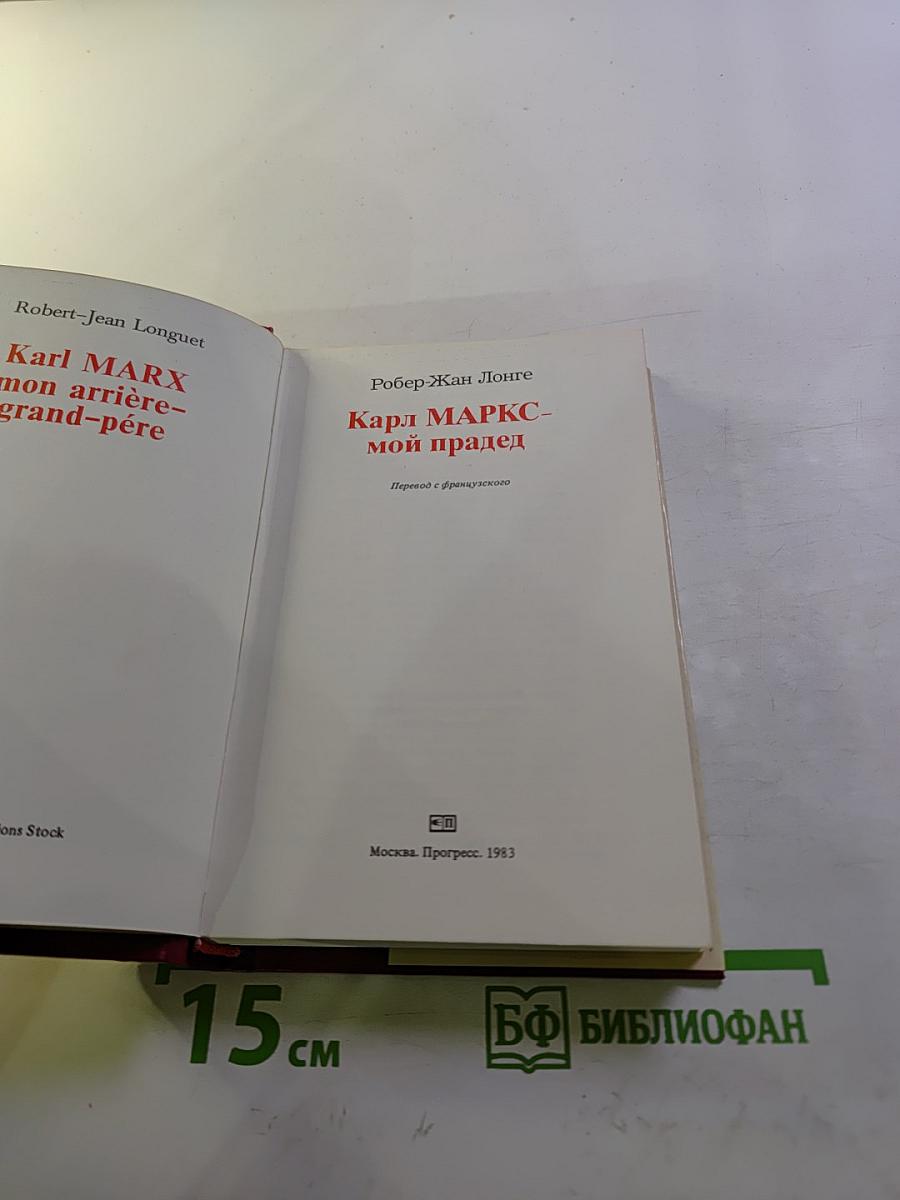 Robert-Jean Longuet
Karl MARX
mon arrière-
grand-pére
Stock
Робер-Жан Лонге
Карл МАРКС-
мой прадед
Перевод с французского
П
Москва. Прогресс. 1983
15 см
БФ БИБЛИОФАН